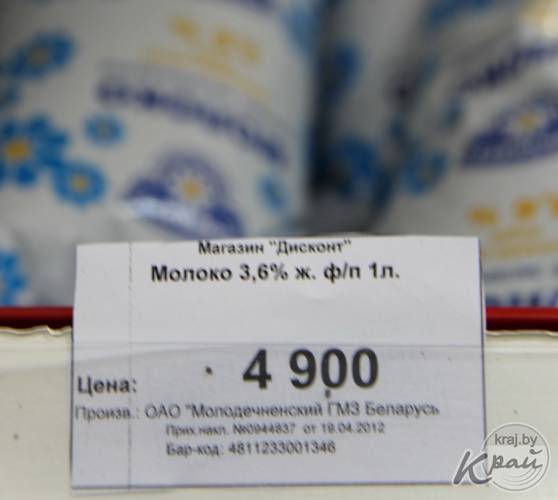 Магазин "Дисконт"
Молоко 3,6% ж. ф/п 1л.
Цена: 4 900
Произв.: ОАО "Молодечненский ГМЗ Беларусь
Прих.накл. №0944837 от 19.04.2012
Бар-код: 4811233001346
kraj.by
Край